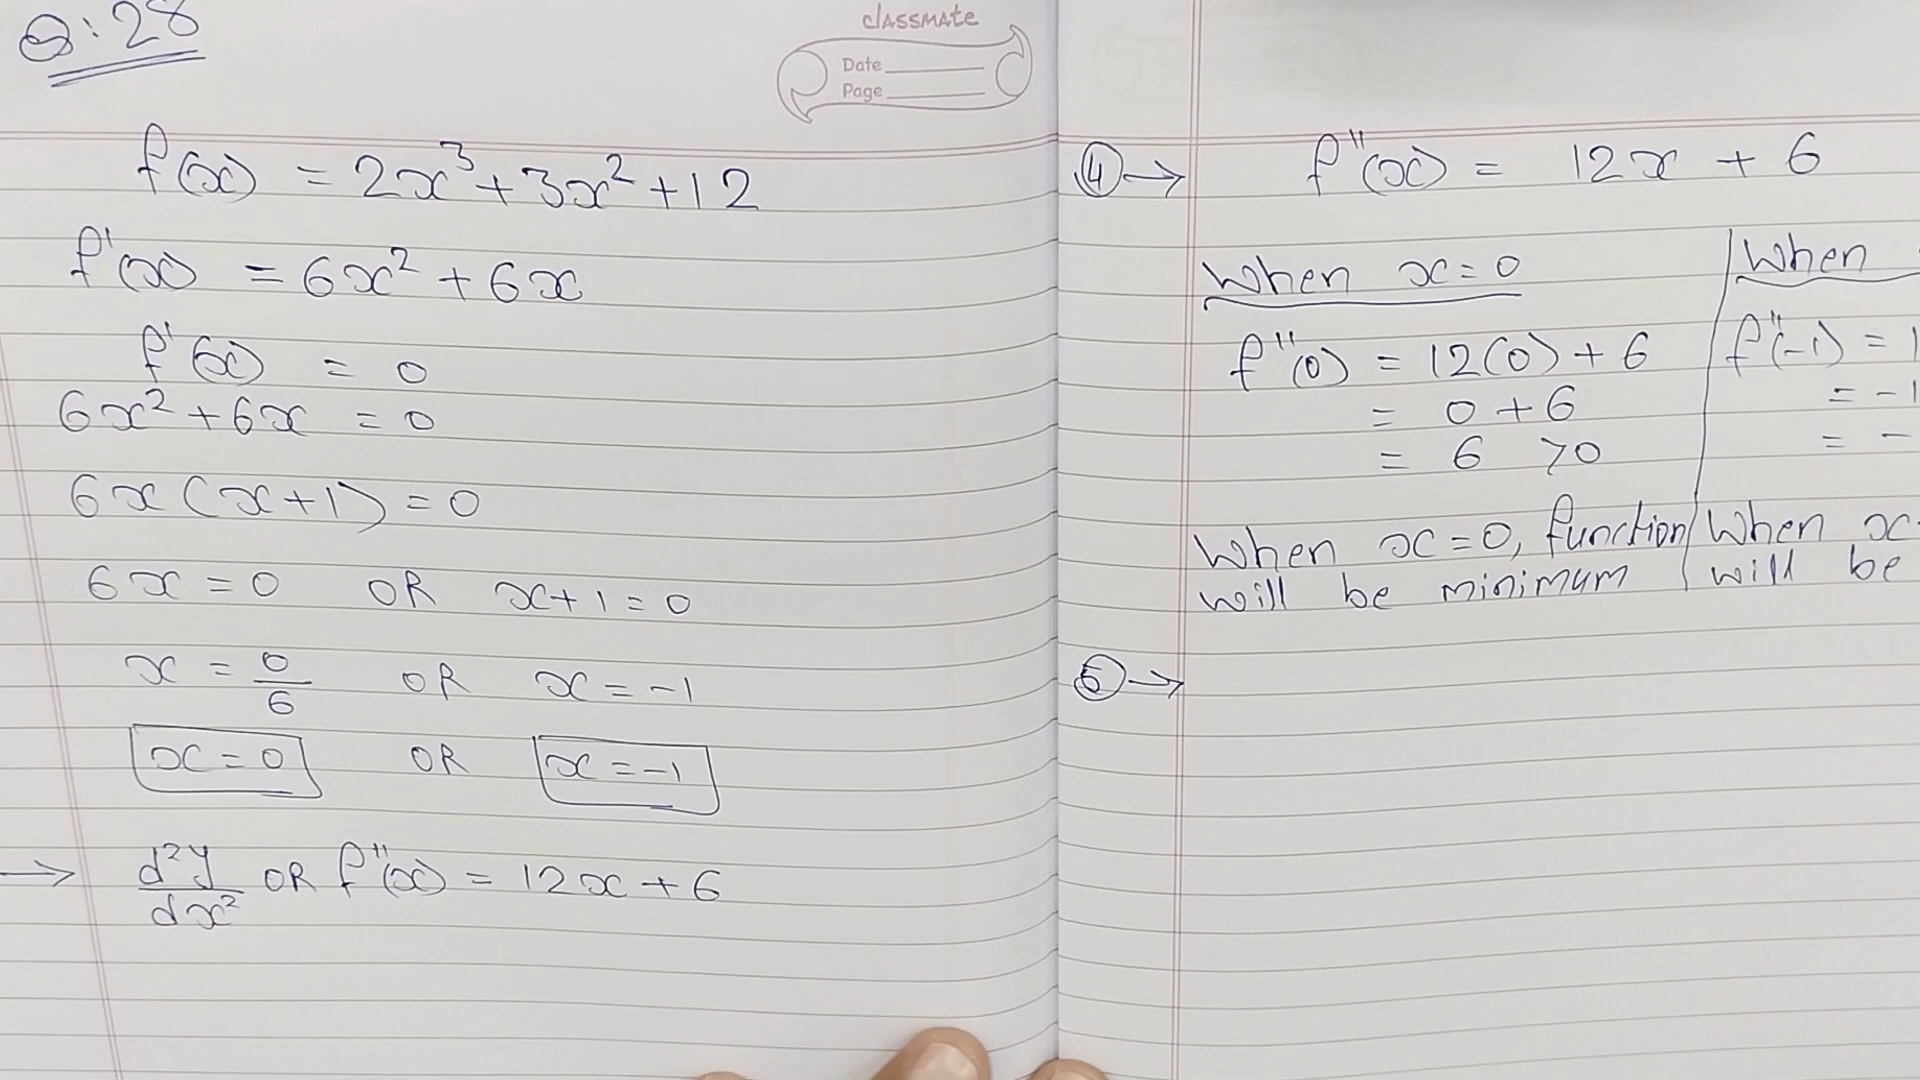 Q:28
classmate
Date
Page
f(x) = 2x³+3x²+12
f'(x) = 6x² + 6x
f'(x) = 0
6x² + 6x = 0
6x(x+1) = 0
6x = 0 OR x+1 = 0
x = 0/6 OR x = -1
x = 0 OR x = -1
→ d²y/dx² OR f"(x) = 12x + 6
④→ f"(x) = 12x + 6
When x=0
f"(0) = 12(0) + 6
= 0 + 6
= 6 >0
When x=0, function
will be minimum
When
f"(-1) = 1
= -1
= -
When x
will be
⑤→